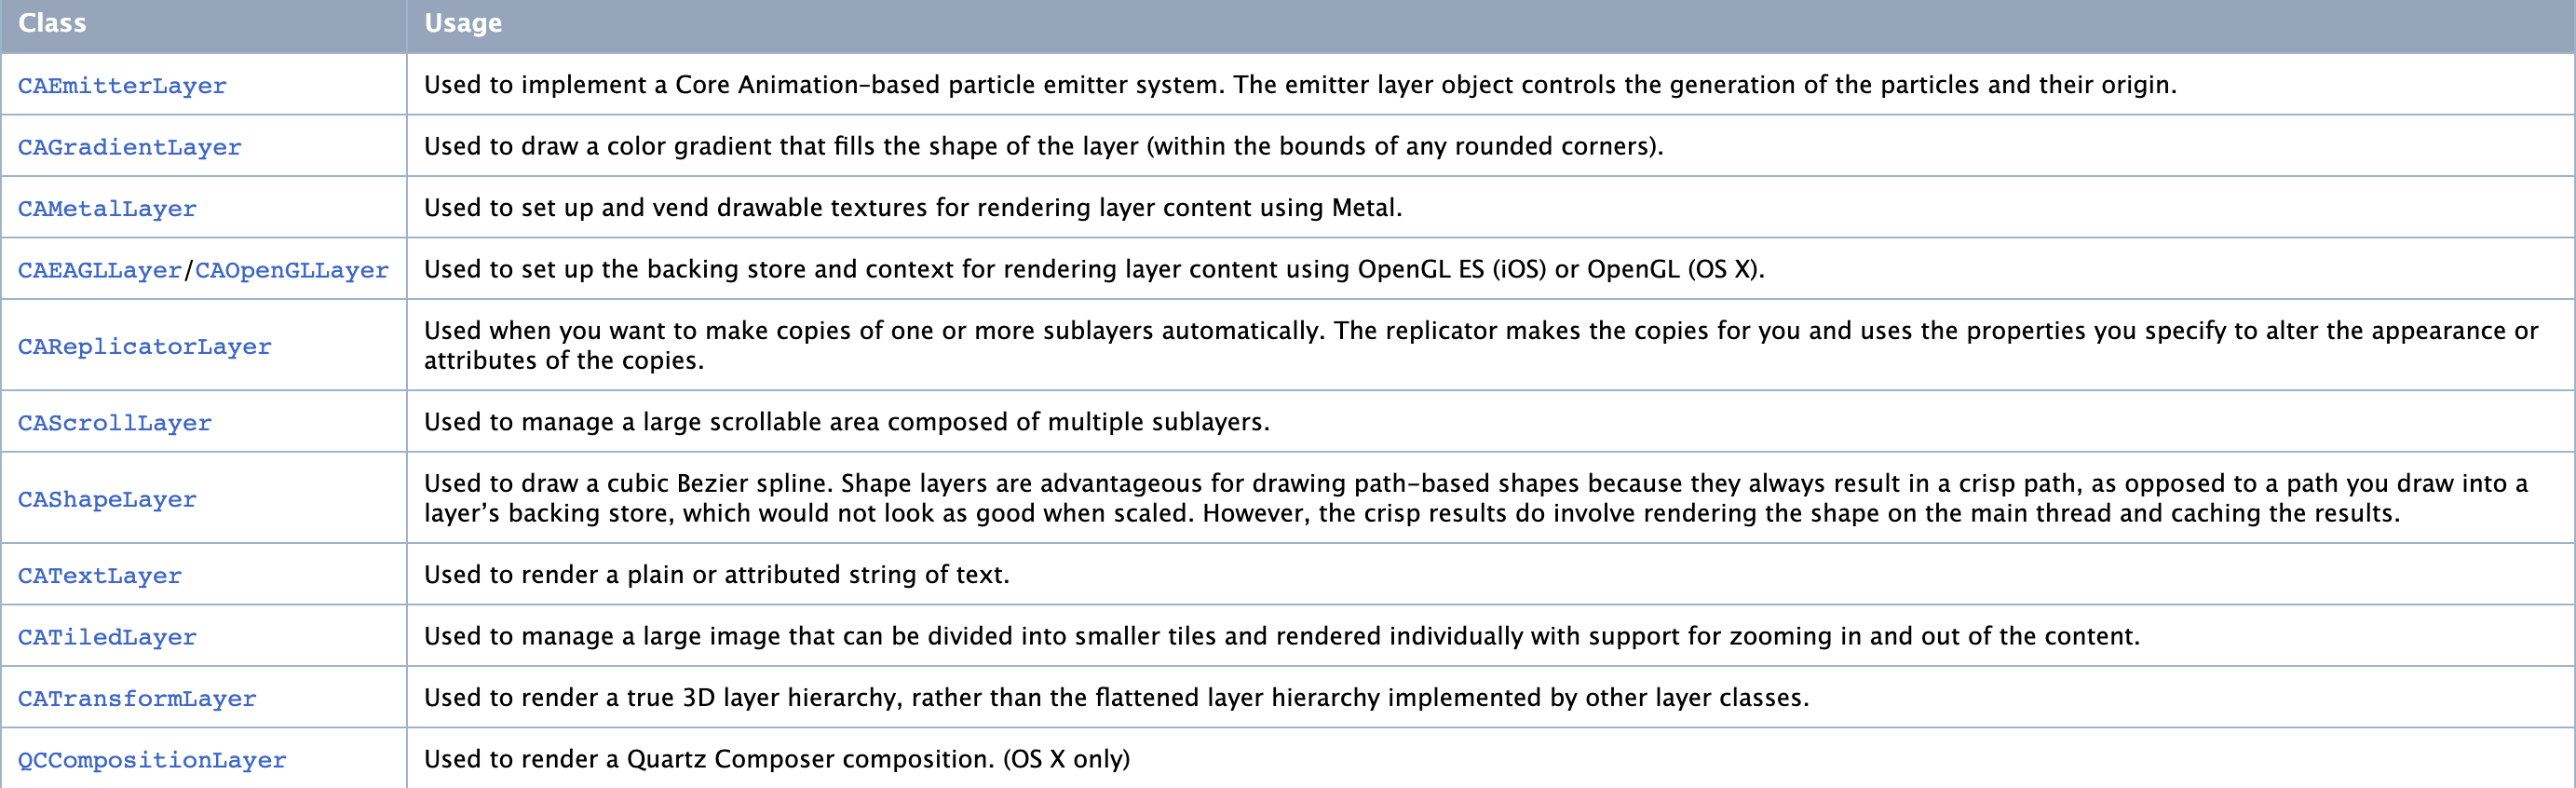 Class Usage
CAEmitterLayer Used to implement a Core Animation–based particle emitter system. The emitter layer object controls the generation of the particles and their origin.
CAGradientLayer Used to draw a color gradient that fills the shape of the layer (within the bounds of any rounded corners).
CAMetalLayer Used to set up and vend drawable textures for rendering layer content using Metal.
CAEAGLLayer/CAOpenGLLayer Used to set up the backing store and context for rendering layer content using OpenGL ES (iOS) or OpenGL (OS X).
CAReplicatorLayer Used when you want to make copies of one or more sublayers automatically. The replicator makes the copies for you and uses the properties you specify to alter the appearance or
attributes of the copies.
CAScrollLayer Used to manage a large scrollable area composed of multiple sublayers.
CAShapeLayer Used to draw a cubic Bezier spline. Shape layers are advantageous for drawing path-based shapes because they always result in a crisp path, as opposed to a path you draw into a
layer’s backing store, which would not look as good when scaled. However, the crisp results do involve rendering the shape on the main thread and caching the results.
CATextLayer Used to render a plain or attributed string of text.
CATiledLayer Used to manage a large image that can be divided into smaller tiles and rendered individually with support for zooming in and out of the content.
CATransformLayer Used to render a true 3D layer hierarchy, rather than the flattened layer hierarchy implemented by other layer classes.
QCCompositionLayer Used to render a Quartz Composer composition. (OS X only)